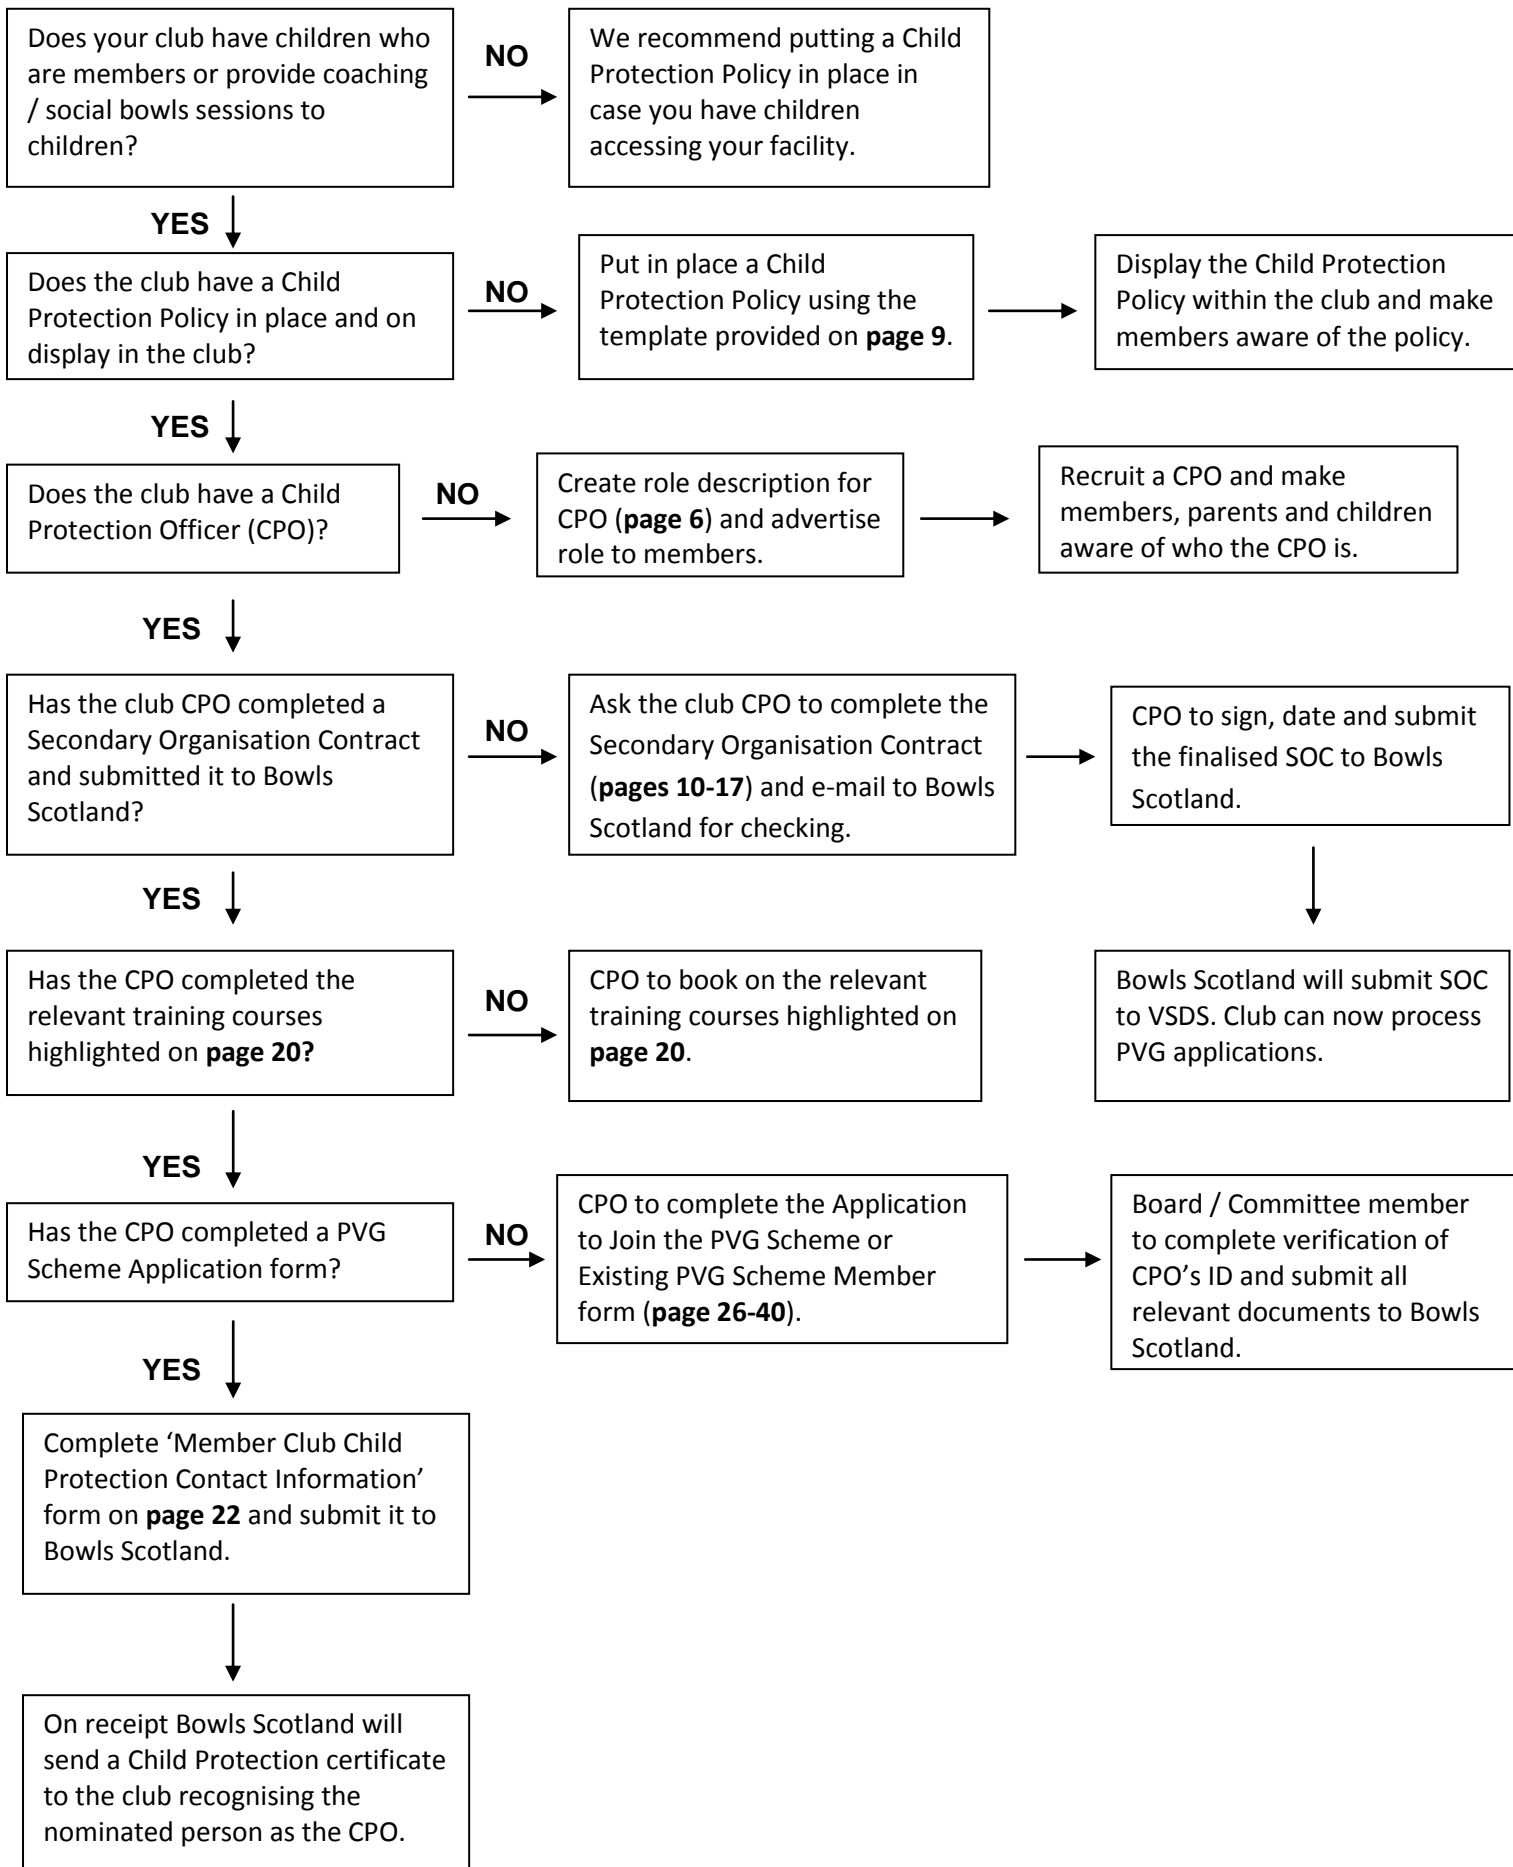 Does your club have children who
are members or provide coaching
/ social bowls sessions to
children?
NO
We recommend putting a Child
Protection Policy in place in
case you have children
accessing your facility.
YES
Does the club have a Child
Protection Policy in place and on
display in the club?
NO
Put in place a Child
Protection Policy using the
template provided on page 9.
Display the Child Protection
Policy within the club and make
members aware of the policy.
YES
Does the club have a Child
Protection Officer (CPO)?
NO
Create role description for
CPO (page 6) and advertise
role to members.
Recruit a CPO and make
members, parents and children
aware of who the CPO is.
YES
Has the club CPO completed a
Secondary Organisation Contract
and submitted it to Bowls
Scotland?
NO
Ask the club CPO to complete the
Secondary Organisation Contract
(pages 10-17) and e-mail to Bowls
Scotland for checking.
CPO to sign, date and submit
the finalised SOC to Bowls
Scotland.
YES
Has the CPO completed the
relevant training courses
highlighted on page 20?
NO
CPO to book on the relevant
training courses highlighted on
page 20.
Bowls Scotland will submit SOC
to VSDS. Club can now process
PVG applications.
YES
Has the CPO completed a PVG
Scheme Application form?
NO
CPO to complete the Application
to Join the PVG Scheme or
Existing PVG Scheme Member
form (page 26-40).
Board / Committee member
to complete verification of
CPO's ID and submit all
relevant documents to Bowls
Scotland.
YES
Complete ‘Member Club Child
Protection Contact Information’
form on page 22 and submit it to
Bowls Scotland.
On receipt Bowls Scotland will
send a Child Protection certificate
to the club recognising the
nominated person as the CPO.